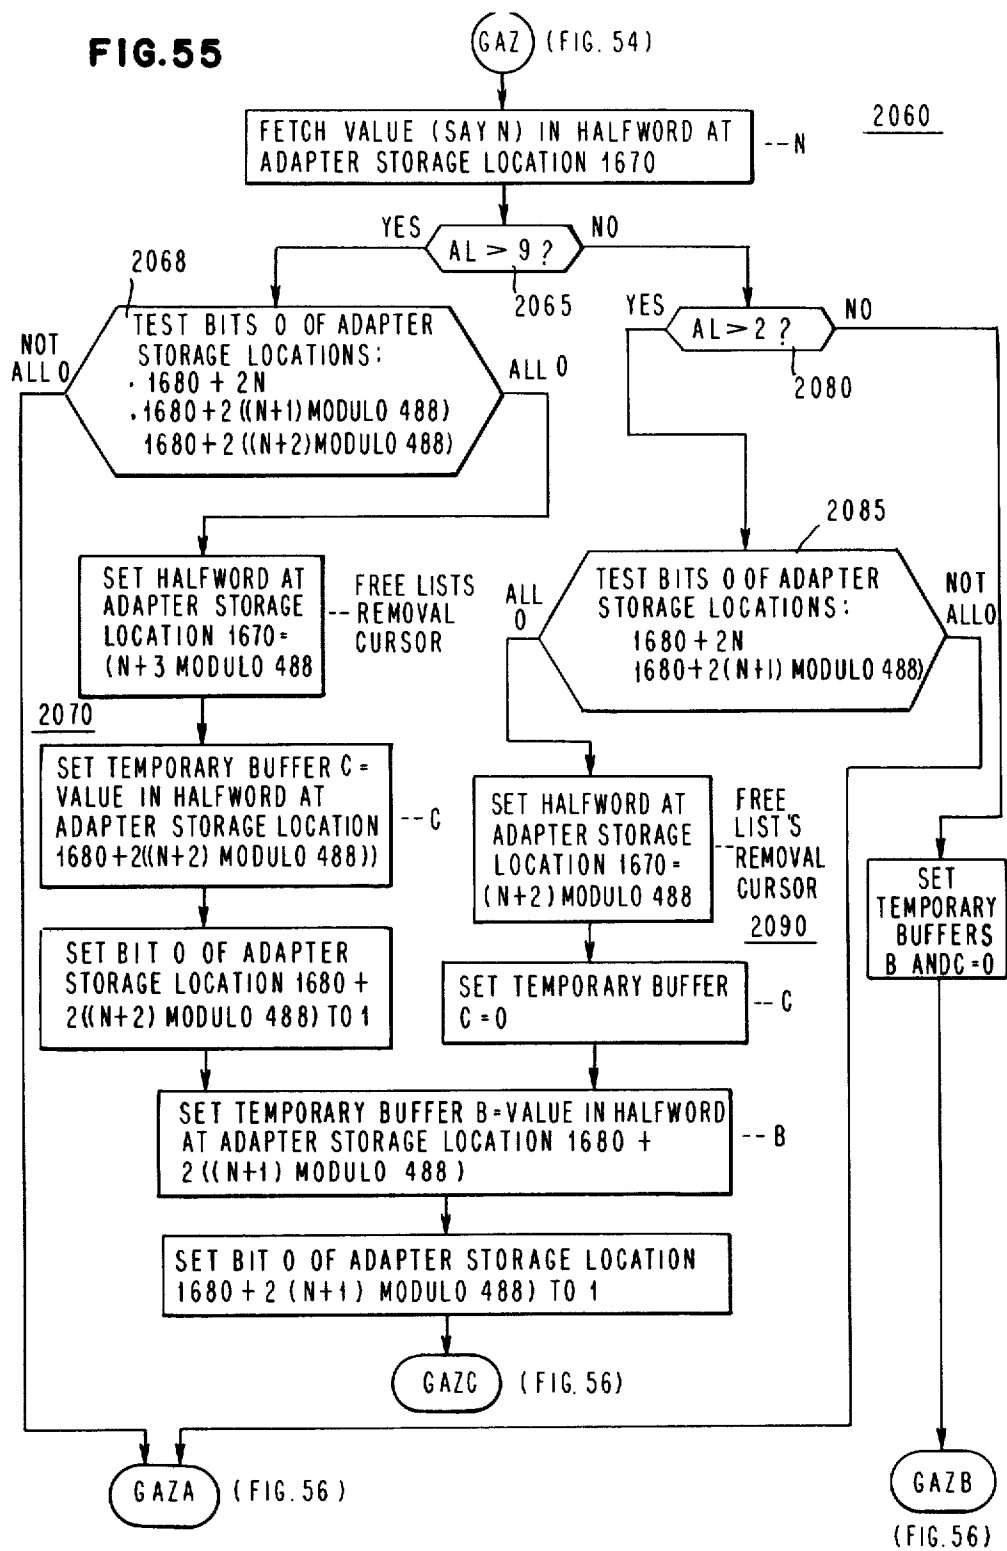 FIG.55
GAZ (FIG. 54)
2060
FETCH VALUE (SAY N) IN HALFWORD AT
ADAPTER STORAGE LOCATION 1670
--N
YES
NO
AL > 9 ?
2065
2068
TEST BITS 0 OF ADAPTER
STORAGE LOCATIONS:
. 1680 + 2N
. 1680+2((N+1)MODULO 488)
1680+2((N+2)MODULO 488)
NOT
ALL 0
ALL 0
YES
NO
AL > 2 ?
2080
2085
TEST BITS 0 OF ADAPTER
STORAGE LOCATIONS:
1680+2N
1680+2(N+1) MODULO 488)
ALL
0
NOT
ALL0
SET HALFWORD AT
ADAPTER STORAGE
LOCATION 1670=
(N+3 MODULO 488
--FREE LISTS
REMOVAL
CURSOR
2070
SET TEMPORARY BUFFER C=
VALUE IN HALFWORD AT
ADAPTER STORAGE LOCATION
1680+2((N+2) MODULO 488))
--C
SET HALFWORD AT
ADAPTER STORAGE
LOCATION 1670=
(N+2) MODULO 488
FREE
LIST'S
--REMOVAL
CURSOR
2090
SET
TEMPORARY
BUFFERS
B ANDC=0
SET BIT 0 OF ADAPTER
STORAGE LOCATION 1680+
2((N+2) MODULO 488) TO 1
SET TEMPORARY BUFFER
C=0
--C
SET TEMPORARY BUFFER B=VALUE IN HALFWORD
AT ADAPTER STORAGE LOCATION 1680 +
2((N+1) MODULO 488)
--B
SET BIT 0 OF ADAPTER STORAGE LOCATION
1680+2 (N+1) MODULO 488) TO 1
GAZC (FIG. 56)
GAZA (FIG.56)
GAZB
(FIG.56)